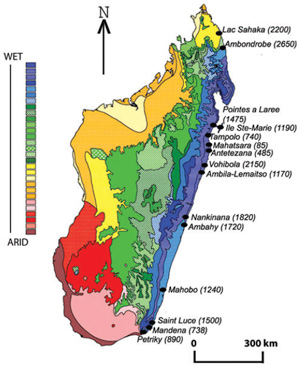 N
WET
ARID
Lac Sahaka (2200)
Ambondrobe (2650)
Pointes a Laree
(1475)
Ile Ste-Marie (1190)
Tampolo (740)
Mahatsara (85)
Antetezana (485)
Vohibola (2150)
Ambila-Lemaitso (1170)
Nankinana (1820)
Ambahy (1720)
Mahobo (1240)
Saint Luce (1500)
Mandena (738)
Petriky (890)
0 300 km